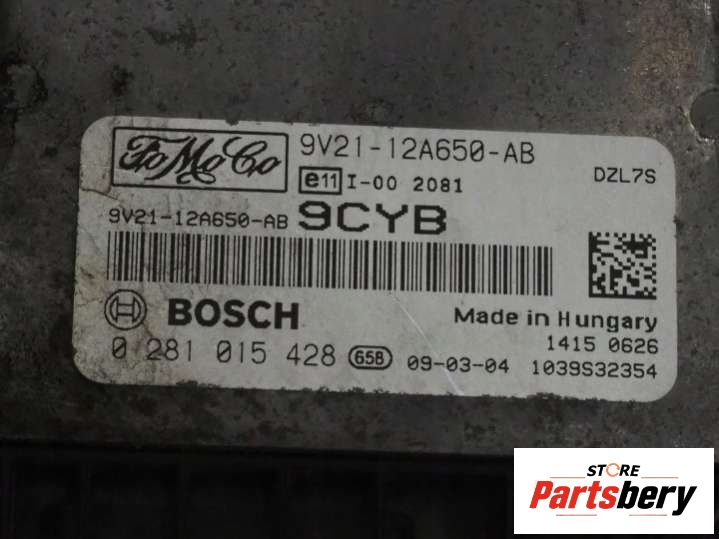 FoMoCo 9V21-12A650-AB
DZL7S
e11 I-00 2081
9V21-12A650-AB 9CYB
BOSCH
Made in Hungary
1415 0626
0 281 015 428 658 09-03-04 1039S32354
STORE
Partsbery